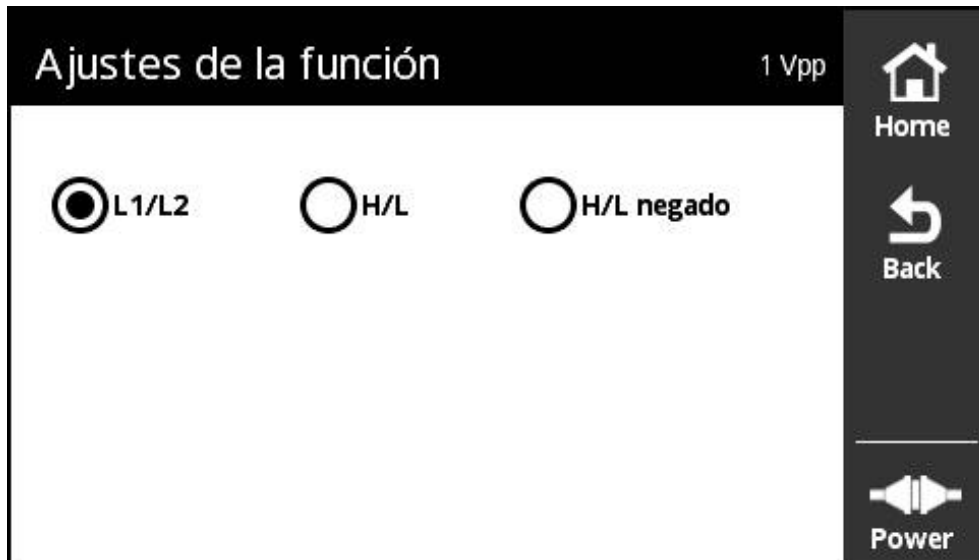 Ajustes de la función
1 Vpp
Home
L1/L2
H/L
H/L negado
Back
Power